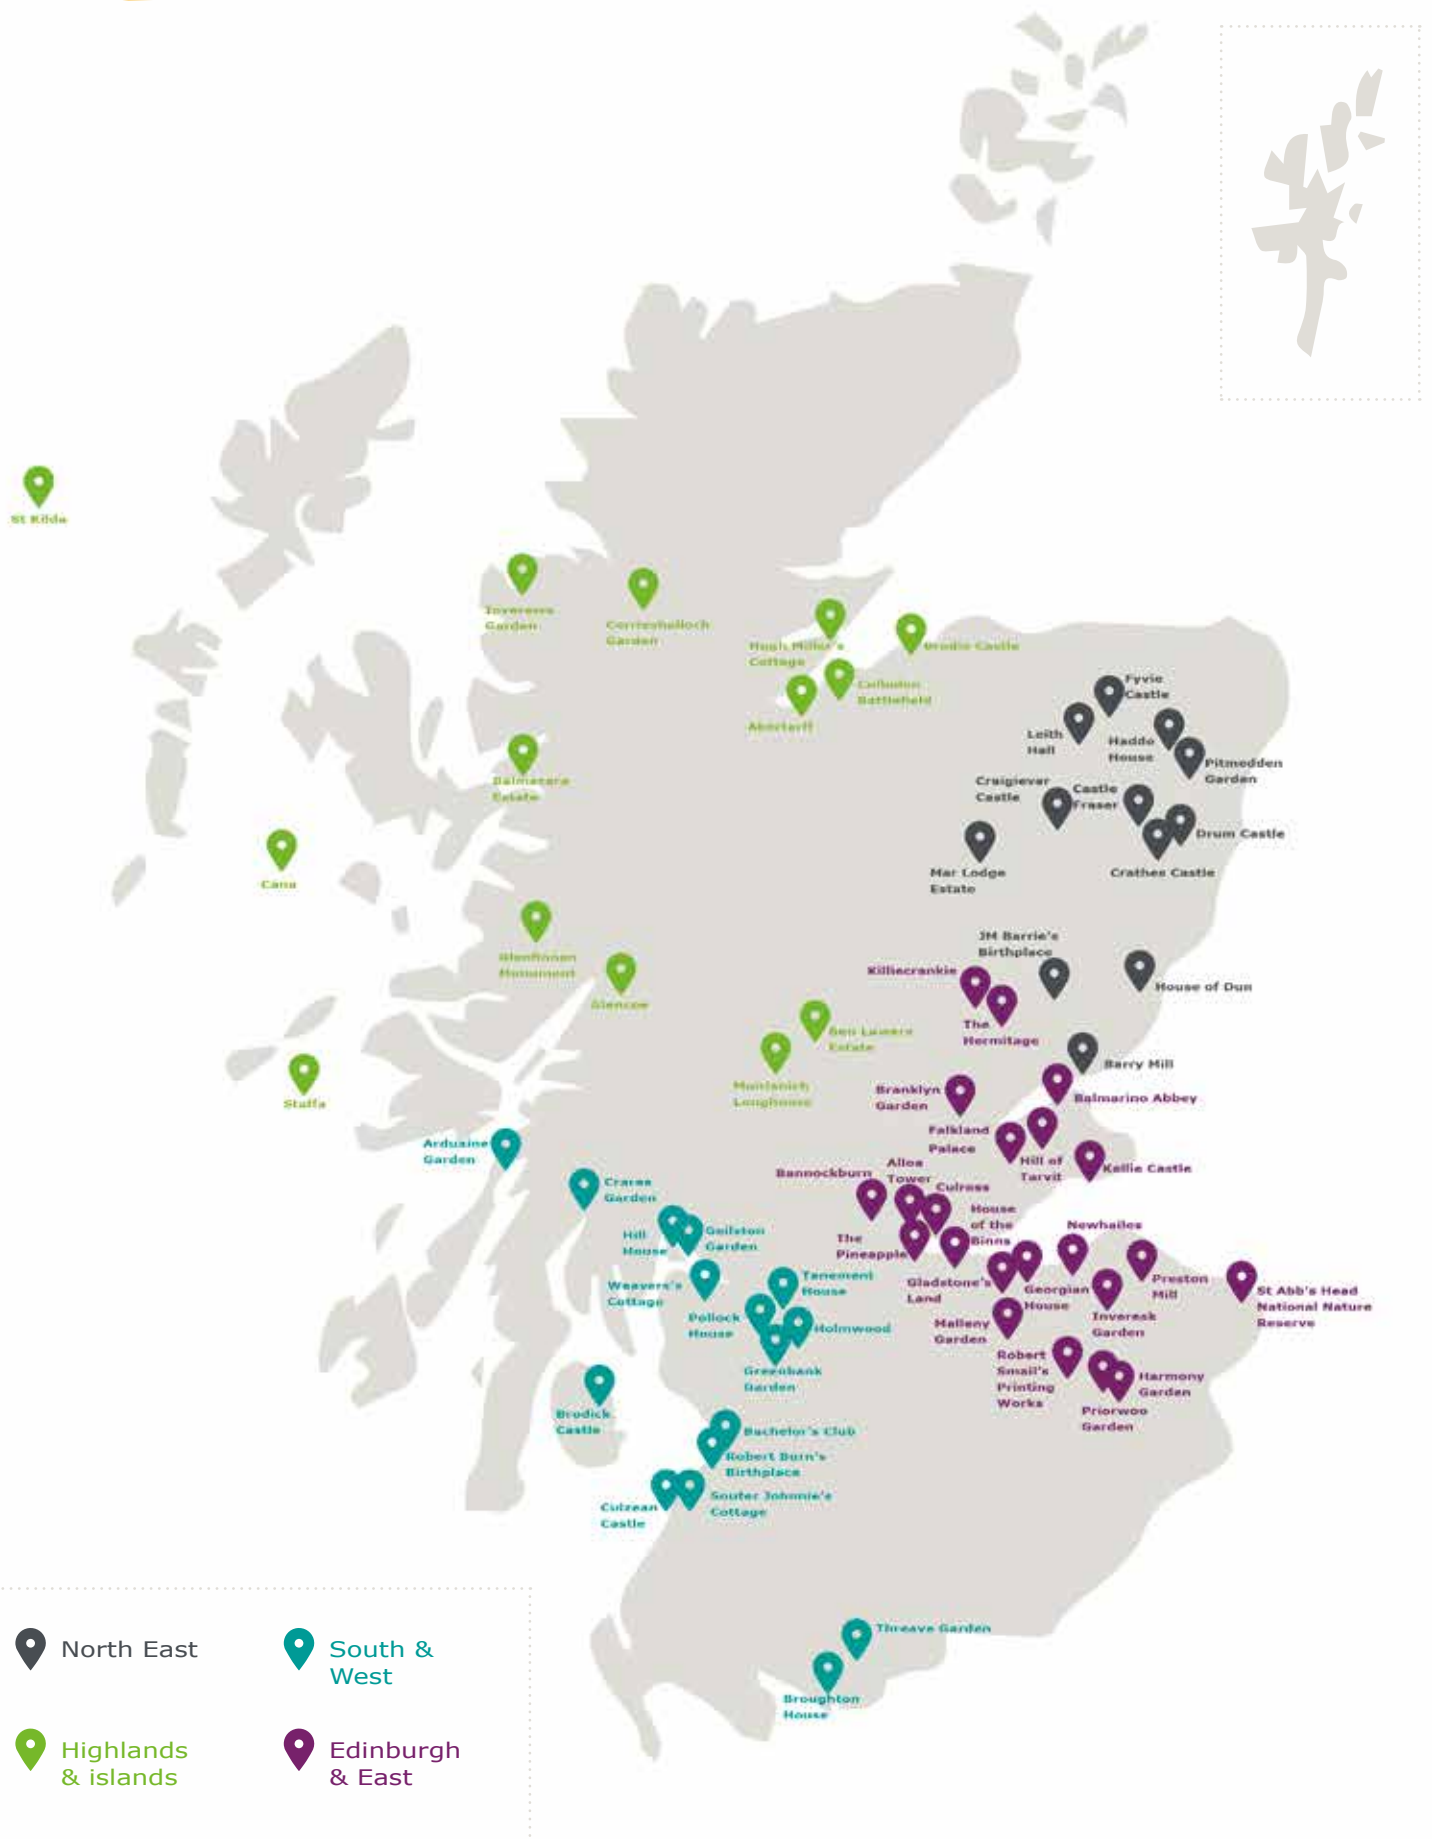 St Kilda
Inverewe
Garden
Corrieshalloch
Garden
Hugh Miller's
Cottage
Brodie Castle
Culloden
Battlefield
Abertarff
Fyvie
Castle
Leith
Hall
Haddo
House
Pitmedden
Garden
Craigievar
Castle
Castle
Fraser
Drum Castle
Crathes Castle
Mar Lodge
Estate
Balmacara
Estate
Cana
Glenfinnan
Monument
Glencoe
JM Barrie's
Birthplace
House of Dun
Killiecrankie
The
Hermitage
Ben Lawers
Estate
Barry Mill
Staffa
Longhouse
Branklyn
Garden
Balmarino Abbey
Falkland
Palace
Hill of
Tarvit
Kellie Castle
Arduaine
Garden
Crarae
Garden
Bannockburn
Alloa
Tower
Culross
House
of the
Binns
Newhailes
The
Pineapple
Hill
House
Geilston
Garden
Weavers's
Cottage
Tenement
House
Gladstone's
Land
Georgian
House
Preston
Mill
St Abb's Head
National Nature
Reserve
Inveresk
Garden
Pollock
House
Holmwood
Malleny
Garden
Greenbank
Garden
Robert
Smail's
Printing
Works
Harmony
Garden
Priorwoo
Garden
Brodick
Castle
Bachelor's Club
Robert Burn's
Birthplace
Culzean
Castle
Souter Johnnie's
Cottage
Threave Garden
Broughton
House
North East
South &
West
Highlands
& islands
Edinburgh
& East